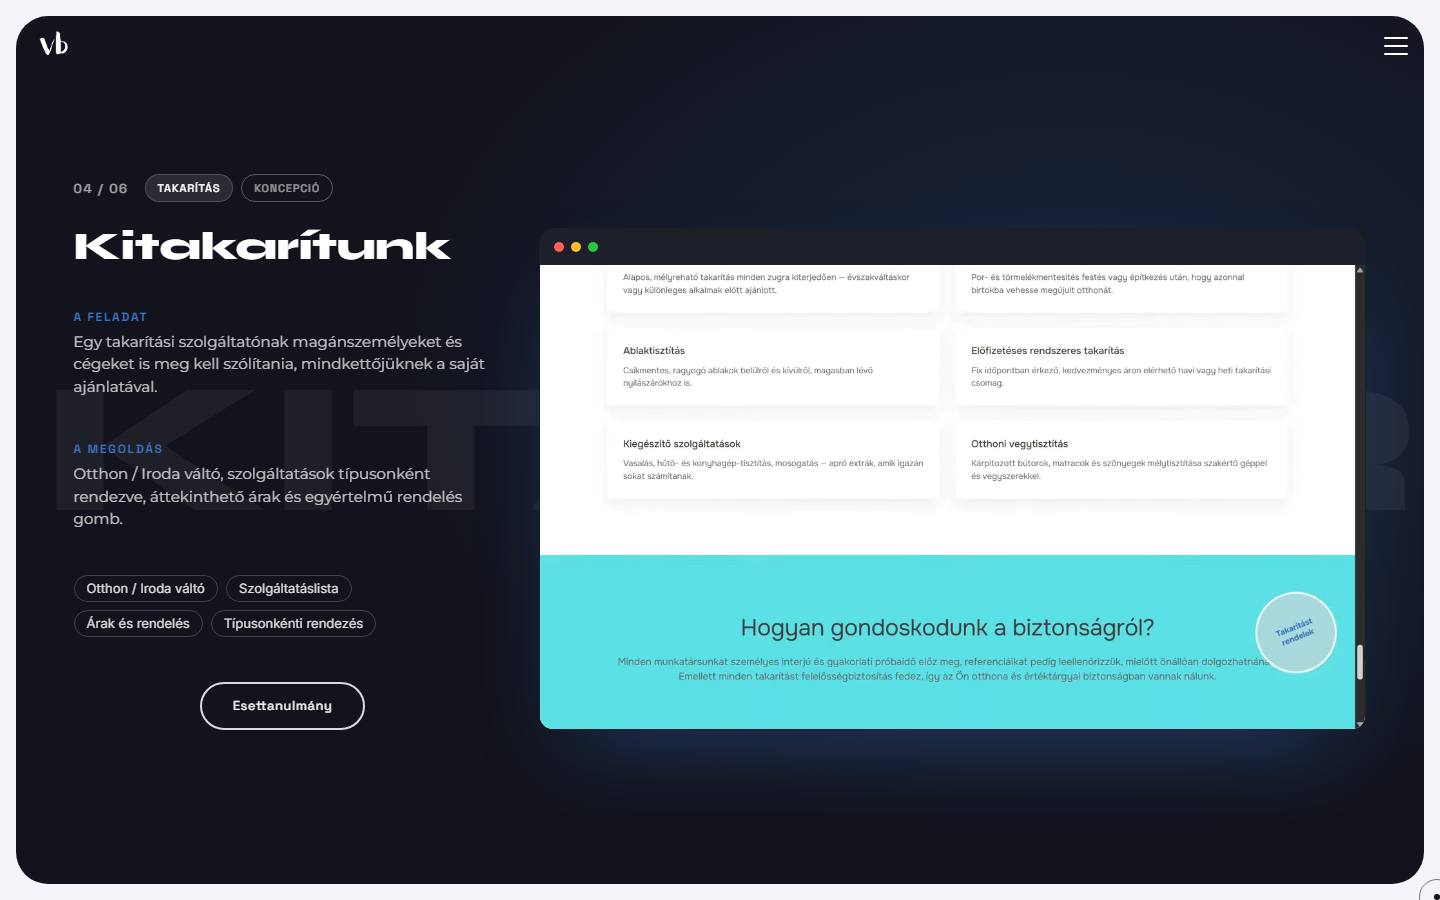 vb
04 / 06 TAKARÍTÁS KONCEPCIÓ
Kitakarítunk
A FELADAT
Egy takarítási szolgáltatónak magánszemélyeket és
cégeket is meg kell szólítania, mindkettőjüknek a saját
ajánlatával.
A MEGOLDÁS
Otthon / Iroda váltó, szolgáltatások típusonként
rendezve, áttekinthető árak és egyértelmű rendelés
gomb.
Otthon / Iroda váltó Szolgáltatáslista
Árak és rendelés Típusonkénti rendezés
Esettanulmány
Alapos, mélyreható takarítás minden zugra kiterjedően — évszakváltáskor
vagy különleges alkalmak előtt ajánlott.
Por- és törmelékmentesítés festés vagy építkezés után, hogy azonnal
birtokba vehesse megújult otthonát.
Ablaktisztítás
Csíkmentes, ragyogó ablakok belülről és kívülről, magasban lévő
nyílászárókhoz is.
Előfizetéses rendszeres takarítás
Fix időpontban érkező, kedvezményes áron elérhető havi vagy heti takarítási
csomag.
Kiegészítő szolgáltatások
Vasalás, hűtő- és konyhagép-tisztítás, mosogatás — apró extrák, amik igazán
sokat számítanak.
Otthoni vegytisztítás
Kárpitozott bútorok, matracok és szőnyegek mélytisztítása szakértő géppel
és vegyszerekkel.
Hogyan gondoskodunk a biztonságról?
Minden munkatársunkat személyes interjú és gyakorlati próbaidő előz meg, referenciáikat pedig leellenőrizzük, mielőtt önállóan dolgozhatnána
Emellett minden takarítást felelősségbiztosítás fedez, így az Ön otthona és értéktárgyai biztonságban vannak nálunk.
Takarítást
rendelek